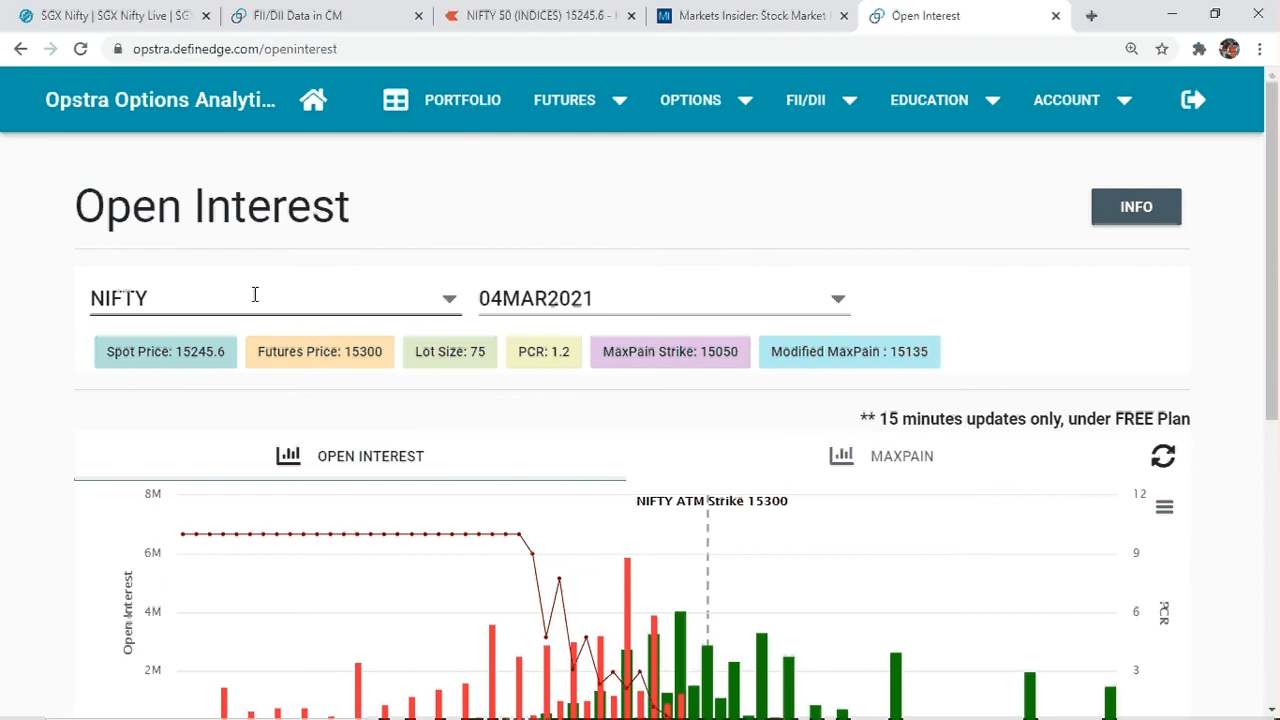 SGX Nifty | SGX Nifty Live | SG
FII/DII Data in CM
NIFTY 50 (INDICES) 15245.6 -
Markets Insider: Stock Market
Open Interest
opstra.definedge.com/openinterest
Opstra Options Analyti...
PORTFOLIO
FUTURES
OPTIONS
FII/DII
EDUCATION
ACCOUNT
Open Interest
INFO
NIFTY
04MAR2021
Spot Price: 15245.6
Futures Price: 15300
Lot Size: 75
PCR: 1.2
MaxPain Strike: 15050
Modified MaxPain : 15135
** 15 minutes updates only, under FREE Plan
OPEN INTEREST
MAXPAIN
NIFTY ATM Strike 15300
8M
12
6M
9
4M
6
2M
3
Open Interest
PCR